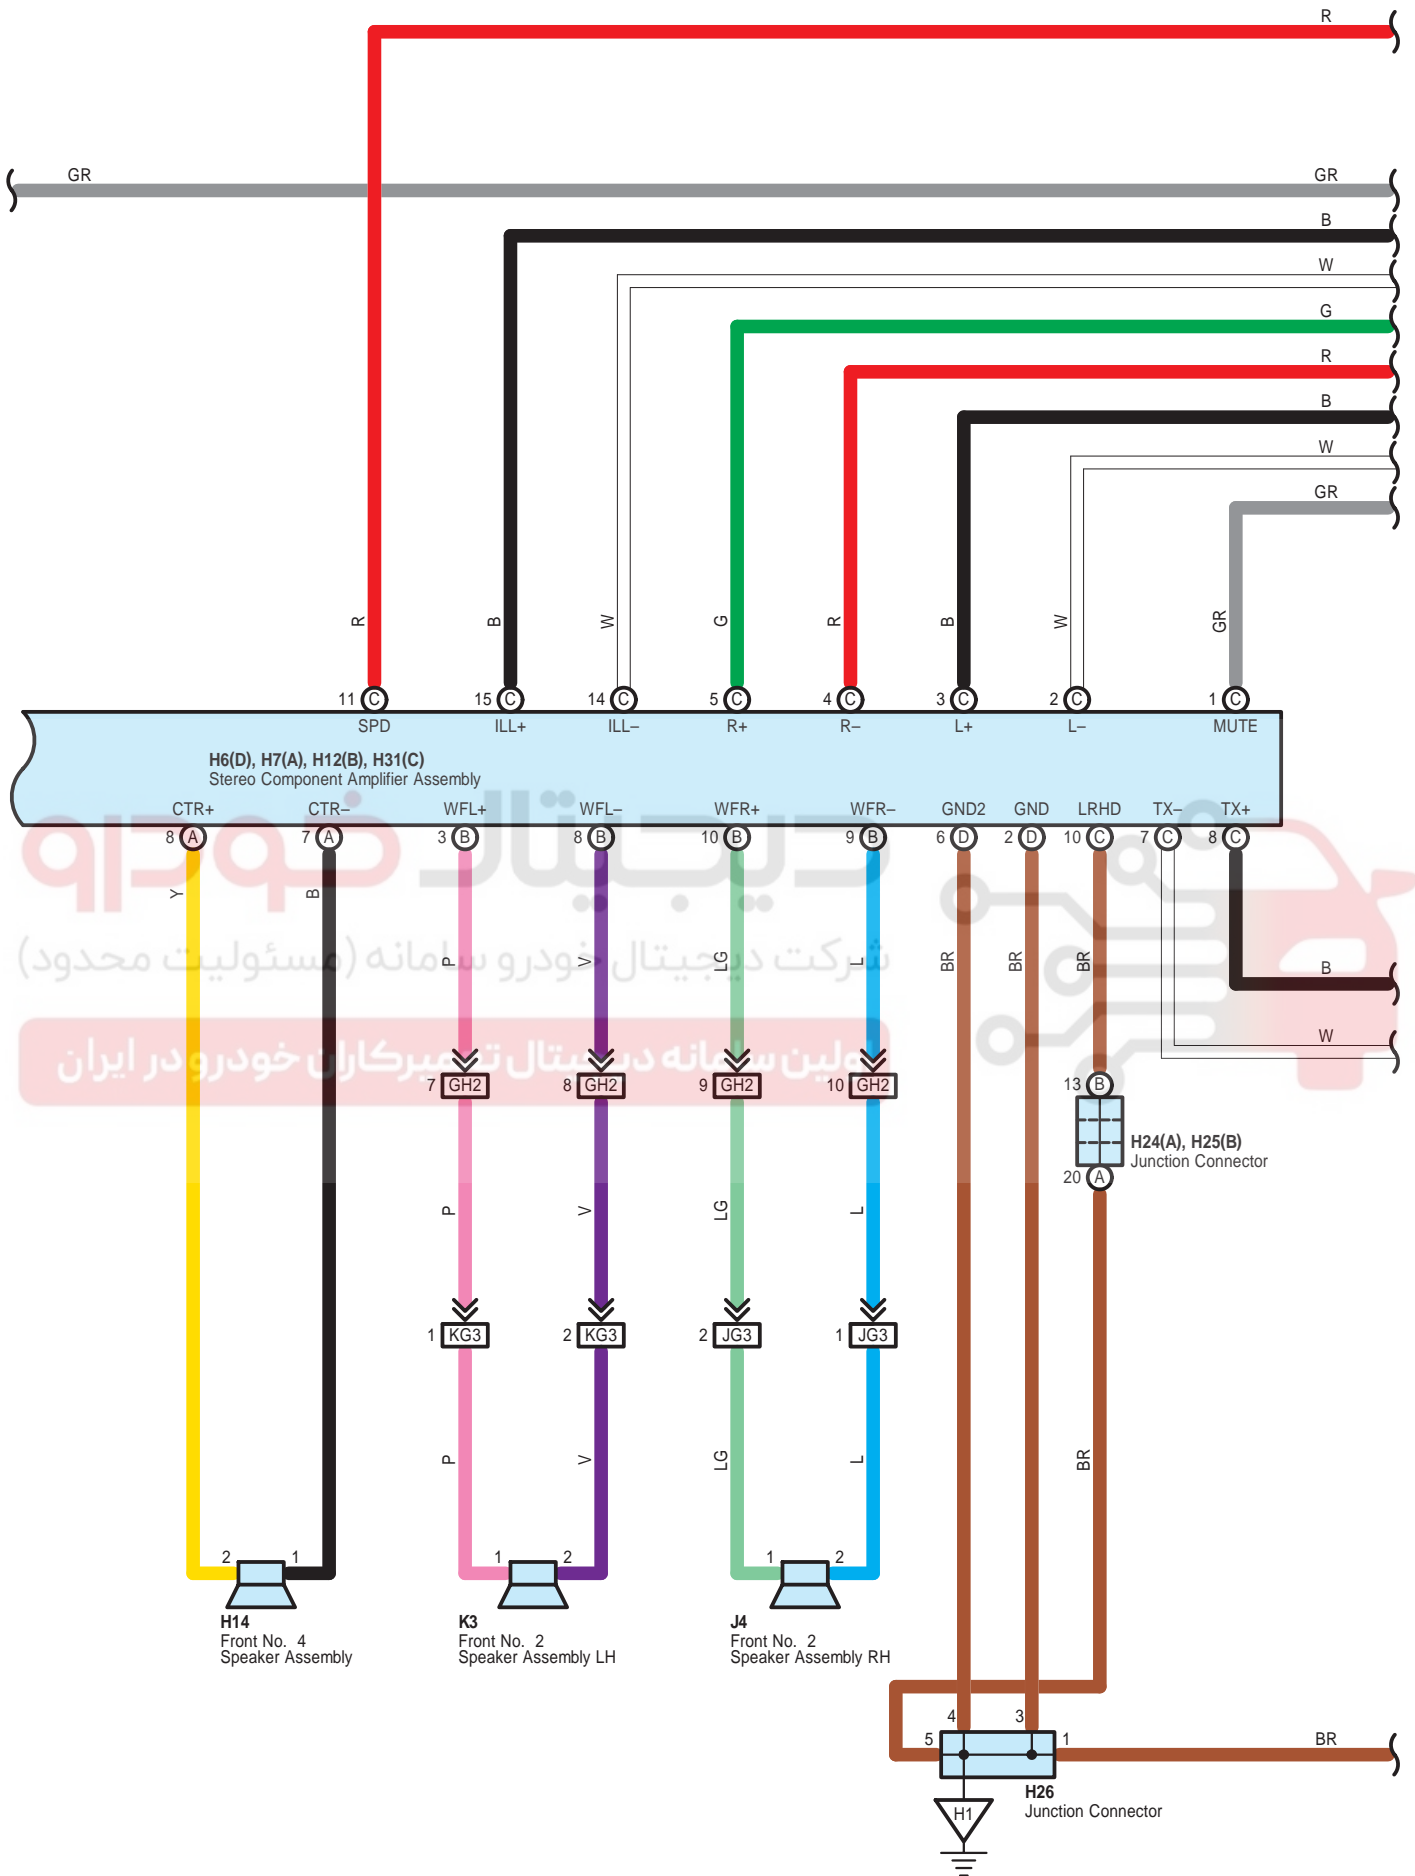 R
GR
GR
B
W
G
R
B
W
GR
R
B
W
G
R
B
W
GR
11 C
15 C
14 C
5 C
4 C
3 C
2 C
1 C
SPD
ILL+
ILL–
R+
R–
L+
L–
MUTE
H6(D), H7(A), H12(B), H31(C)
Stereo Component Amplifier Assembly
CTR+
CTR–
WFL+
WFL–
WFR+
WFR–
GND2
GND
LRHD
TX–
TX+
8 A
7 A
3 B
8 B
10 B
9 B
6 D
2 D
10 C
7 C
8 C
دیجیتال خودرو
Y
B
شرکت دیجیتال خودرو سامانه (مسئولیت محدود)
P
V
LG
L
BR
BR
BR
B
W
اولین سامانه دیجیتال تعمیرکاران خودرو در ایران
7 GH2
8 GH2
9 GH2
10 GH2
13 B
H24(A), H25(B)
Junction Connector
20 A
P
V
LG
L
1 KG3
2 KG3
2 JG3
1 JG3
P
V
LG
L
BR
2
1
1
2
1
2
H14
Front No. 4
Speaker Assembly
K3
Front No. 2
Speaker Assembly LH
J4
Front No. 2
Speaker Assembly RH
4
3
5
1
BR
H26
Junction Connector
H1